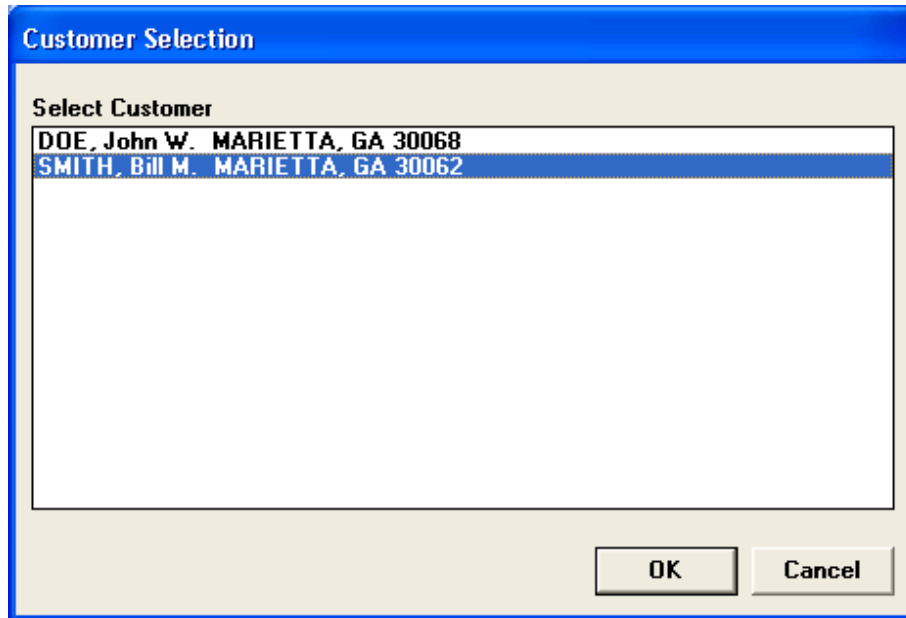 Customer Selection
Select Customer
DOE, John W. MARIETTA, GA 30068
SMITH, Bill M. MARIETTA, GA 30062
OK Cancel